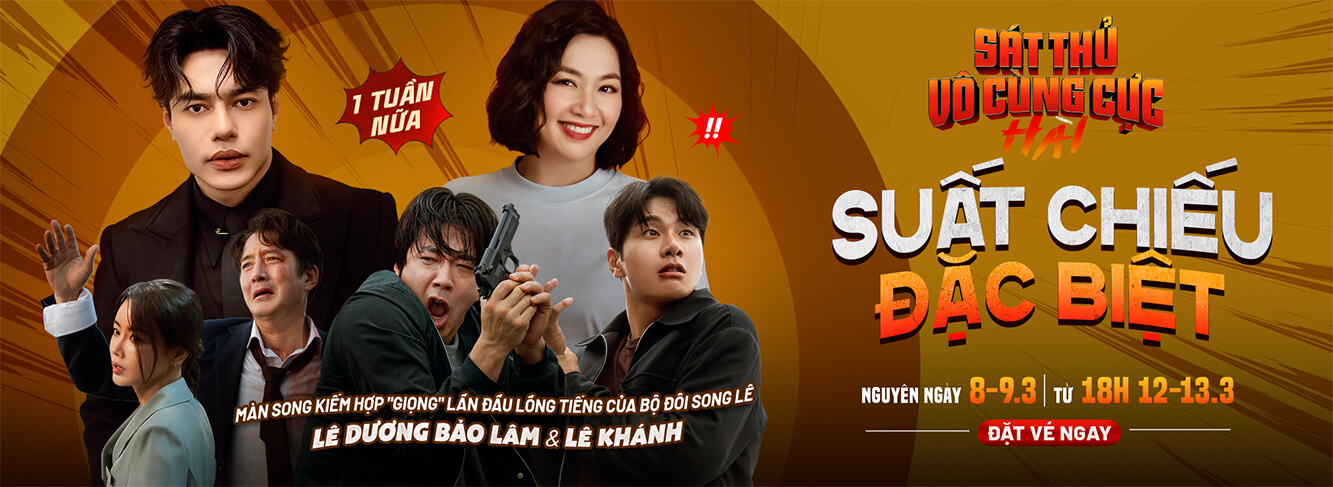 1 TUẦN
NỮA
!!
SÁT THỦ
VÔ CÙNG CỰC
HÀI
SUẤT CHIẾU
ĐẶC BIỆT
MÀN SONG KIẾM HỢP "GIỌNG" LẦN ĐẦU LỒNG TIẾNG CỦA BỘ ĐÔI SONG LÊ
LÊ DƯƠNG BẢO LÂM & LÊ KHÁNH
NGUYÊN NGÀY 8-9.3 | TỪ 18H 12-13.3
ĐẶT VÉ NGAY